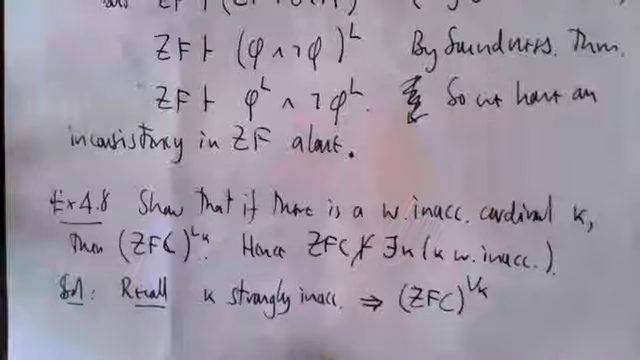 ZF ⊢ (φ ∧ ¬φ)^L By Soundness. Thm.
ZF ⊢ φ^L ∧ ¬φ^L. So we have an
inconsistency in ZF alone.
Ex 4.8 Show that if there is a w. inacc. cardinal κ,
then (ZFC)^{L_κ}. Hence ZFC ⊬ ∃κ(κ w. inacc.).
Sol: Recall κ strongly inacc. ⇒ (ZFC)^{V_κ}